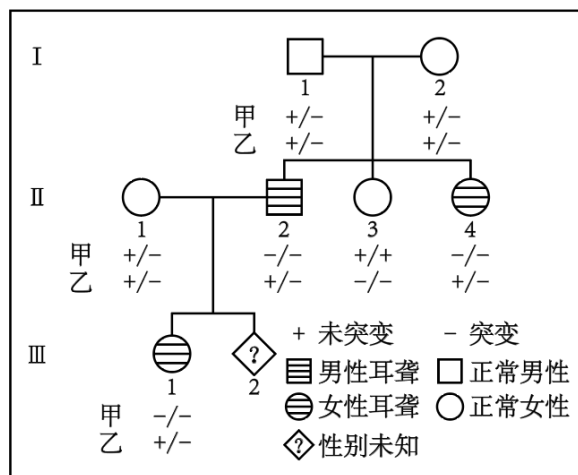 Ⅰ
1 2
甲 +/− +/−
乙 +/− +/−
Ⅱ
1 2 3 4
甲 +/− −/− +/+ −/−
乙 +/− +/− −/− +/−
Ⅲ
?
1 2
甲 −/−
乙 +/−
+ 未突变 − 突变
男性耳聋 正常男性
女性耳聋 正常女性
? 性别未知